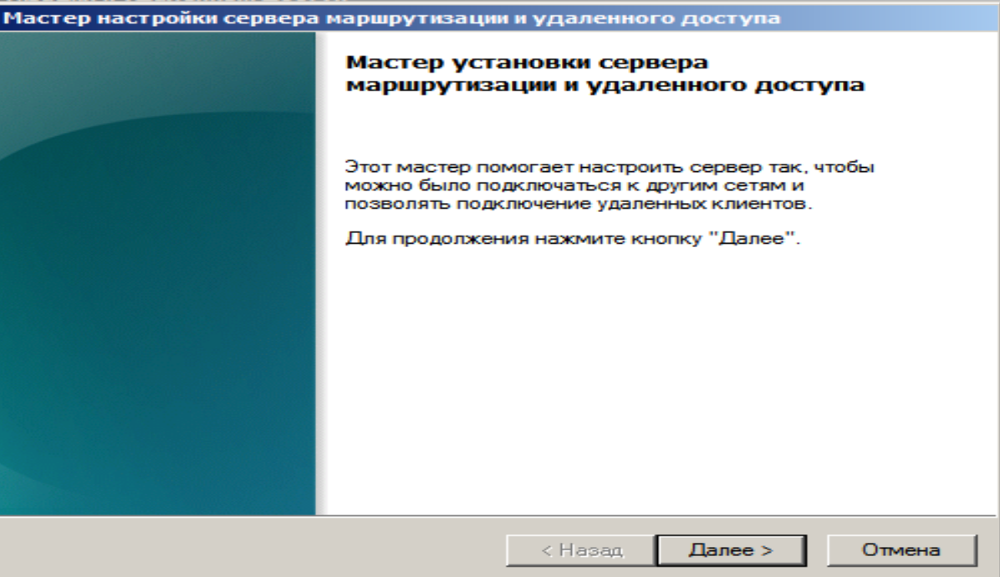 Мастер настройки сервера маршрутизации и удаленного доступа
Мастер установки сервера
маршрутизации и удаленного доступа
Этот мастер помогает настроить сервер так, чтобы
можно было подключаться к другим сетям и
позволять подключение удаленных клиентов.
Для продолжения нажмите кнопку "Далее".
< Назад
Далее >
Отмена